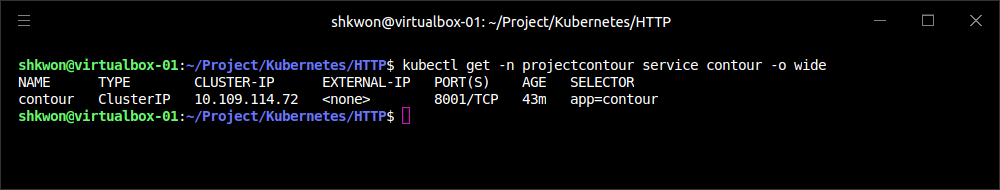 shkwon@virtualbox-01: ~/Project/Kubernetes/HTTP
shkwon@virtualbox-01:~/Project/Kubernetes/HTTP$ kubectl get -n projectcontour service contour -o wide
NAME      TYPE        CLUSTER-IP      EXTERNAL-IP   PORT(S)    AGE   SELECTOR
contour   ClusterIP   10.109.114.72   <none>        8001/TCP   43m   app=contour
shkwon@virtualbox-01:~/Project/Kubernetes/HTTP$